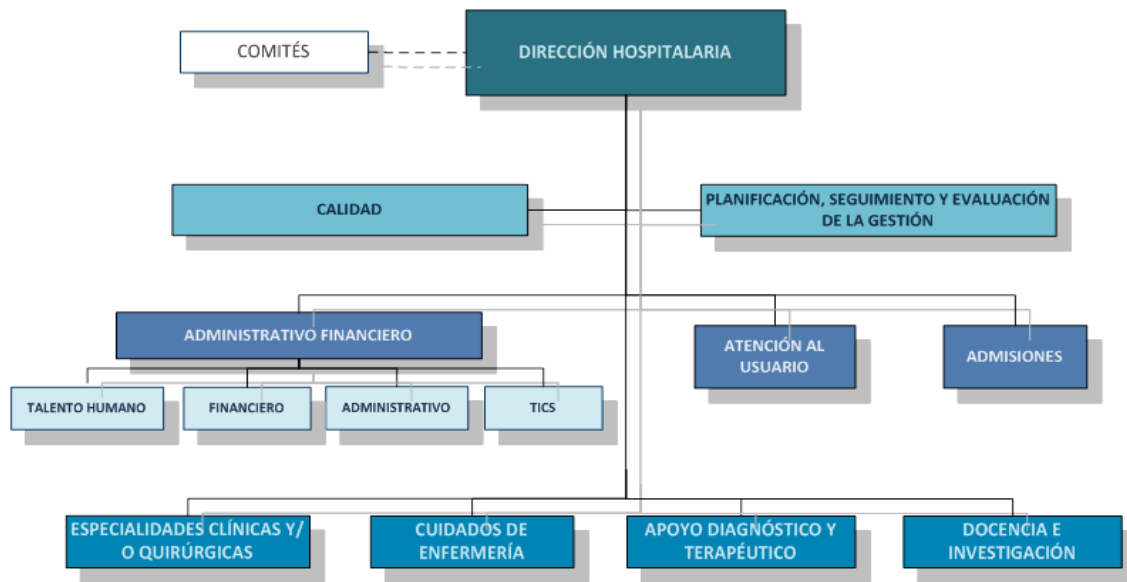 COMITÉS
DIRECCIÓN HOSPITALARIA
CALIDAD
PLANIFICACIÓN, SEGUIMIENTO Y EVALUACIÓN
DE LA GESTIÓN
ADMINISTRATIVO FINANCIERO
ATENCIÓN AL
USUARIO
ADMISIONES
TALENTO HUMANO
FINANCIERO
ADMINISTRATIVO
TICS
ESPECIALIDADES CLÍNICAS Y/
O QUIRÚRGICAS
CUIDADOS DE
ENFERMERÍA
APOYO DIAGNÓSTICO Y
TERAPÉUTICO
DOCENCIA E
INVESTIGACIÓN